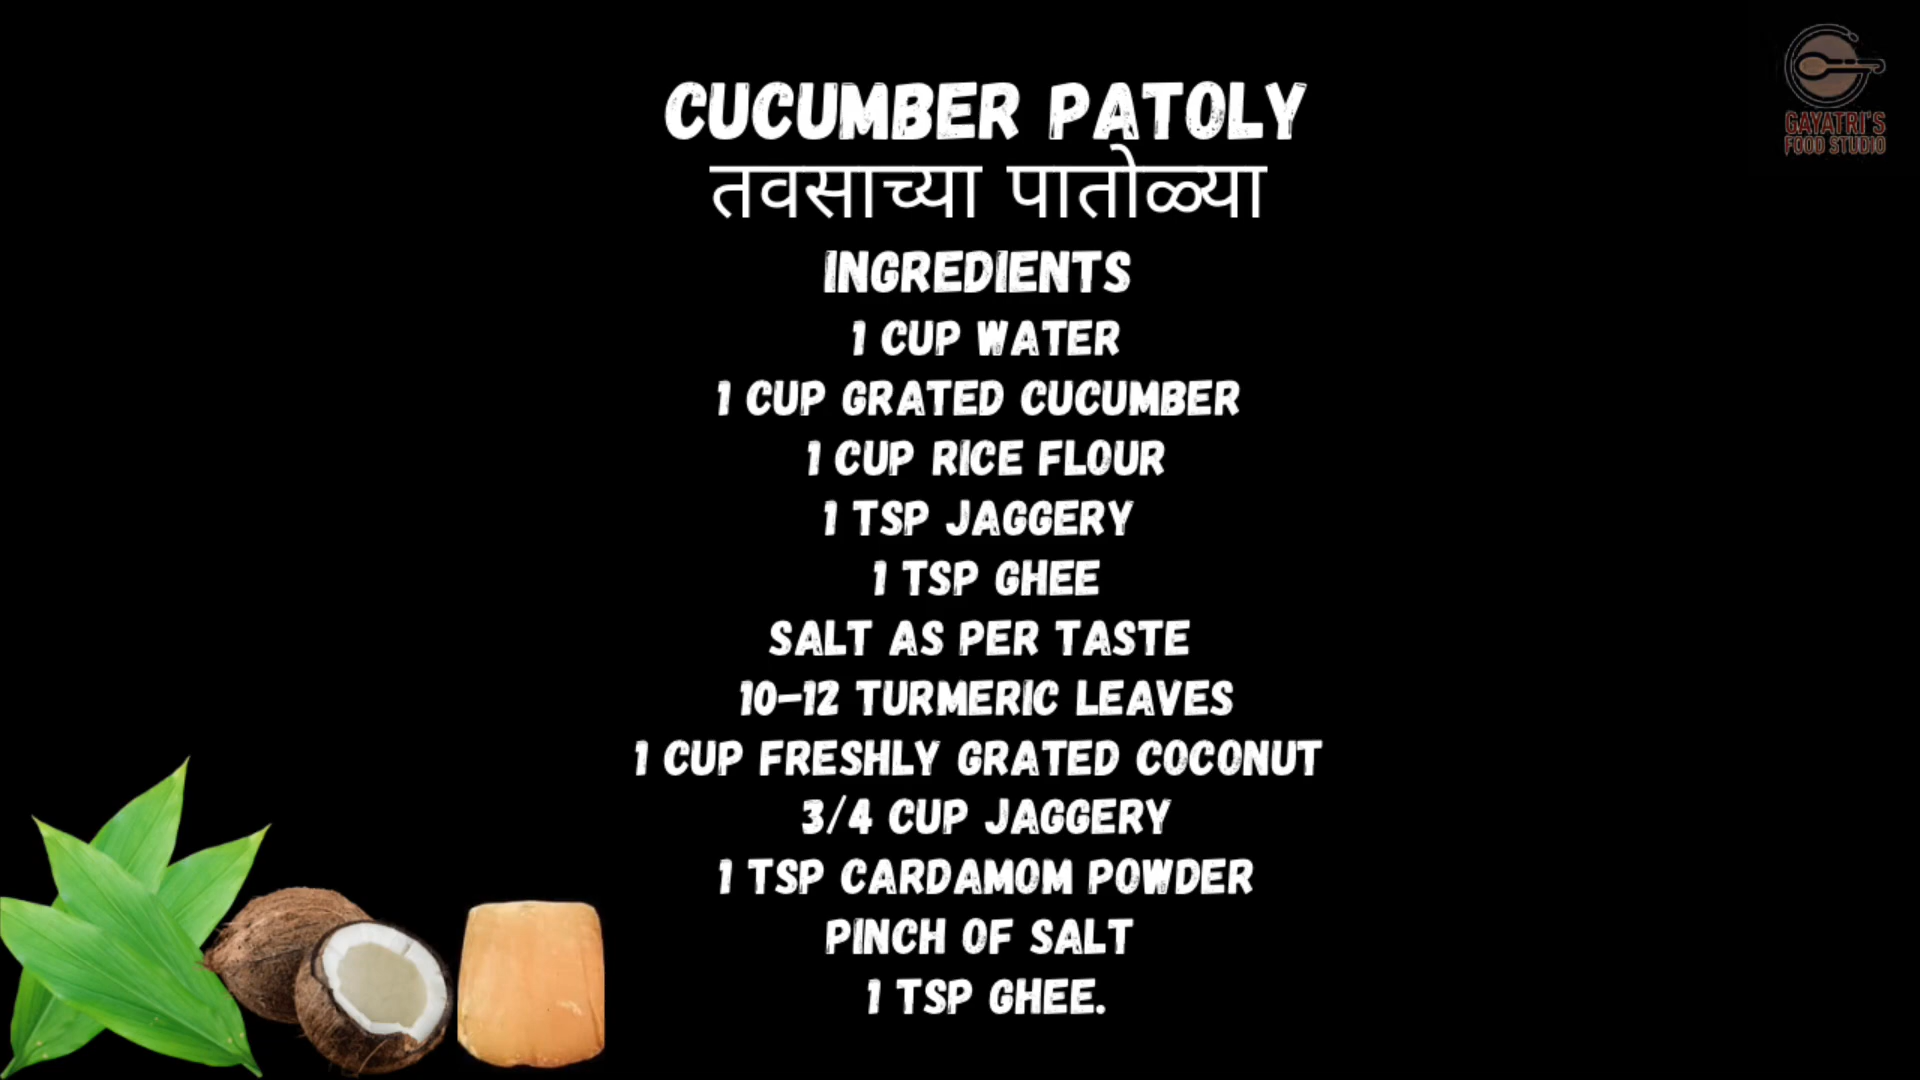 GAYATRI'S
FOOD STUDIO
CUCUMBER PATOLY
तवसाच्या पातोळ्या
INGREDIENTS
1 CUP WATER
1 CUP GRATED CUCUMBER
1 CUP RICE FLOUR
1 TSP JAGGERY
1 TSP GHEE
SALT AS PER TASTE
10-12 TURMERIC LEAVES
1 CUP FRESHLY GRATED COCONUT
3/4 CUP JAGGERY
1 TSP CARDAMOM POWDER
PINCH OF SALT
1 TSP GHEE.